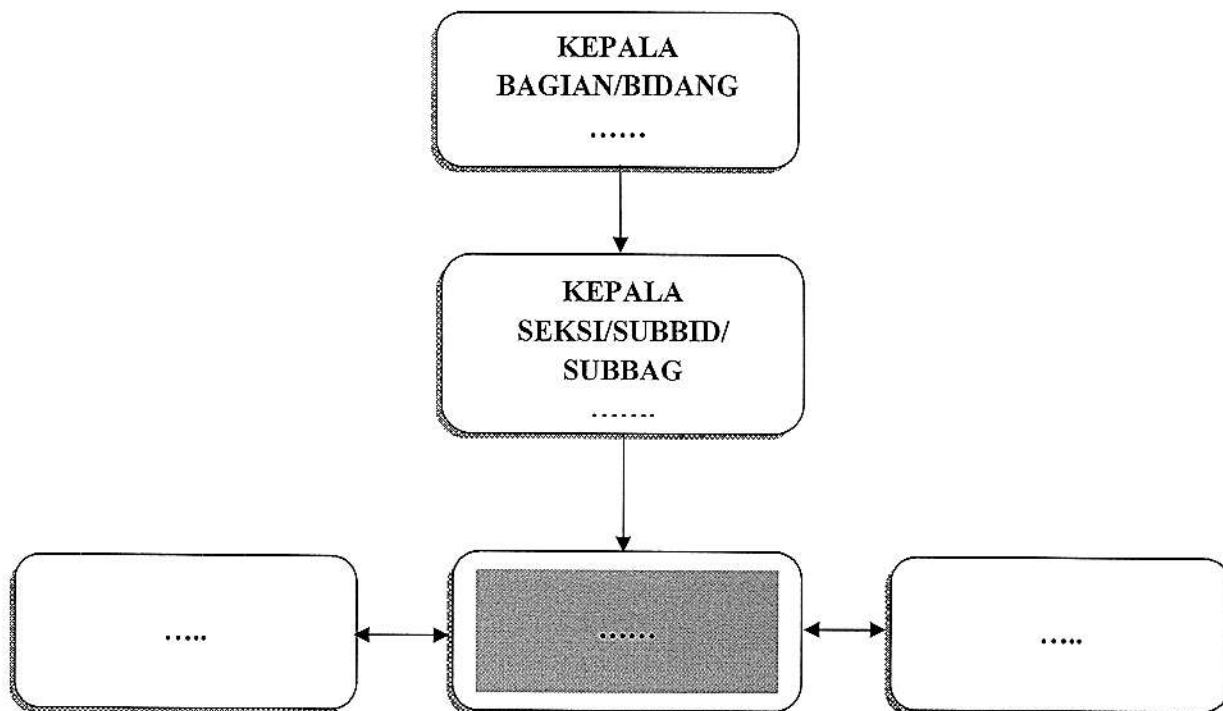 KEPALA
BAGIAN/BIDANG
......
KEPALA
SEKSI/SUBBID/
SUBBAG
.......
.....
......
.....